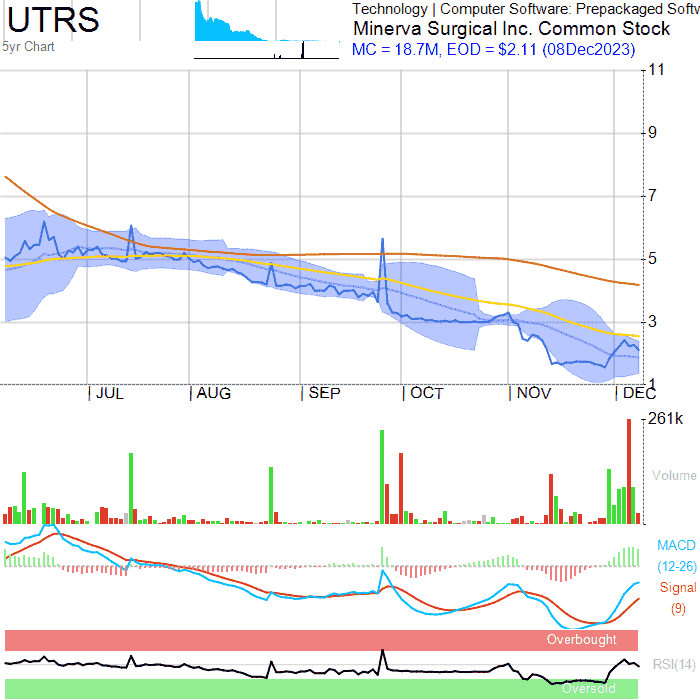 UTRS
5yr Chart
Technology | Computer Software: Prepackaged Softw
Minerva Surgical Inc. Common Stock
MC = 18.7M, EOD = $2.11 (08Dec2023)
11
9
7
5
3
1
JUL
AUG
SEP
OCT
NOV
DEC
261k
Volume
MACD
(12-26)
Signal
(9)
Overbought
RSI(14)
Oversold